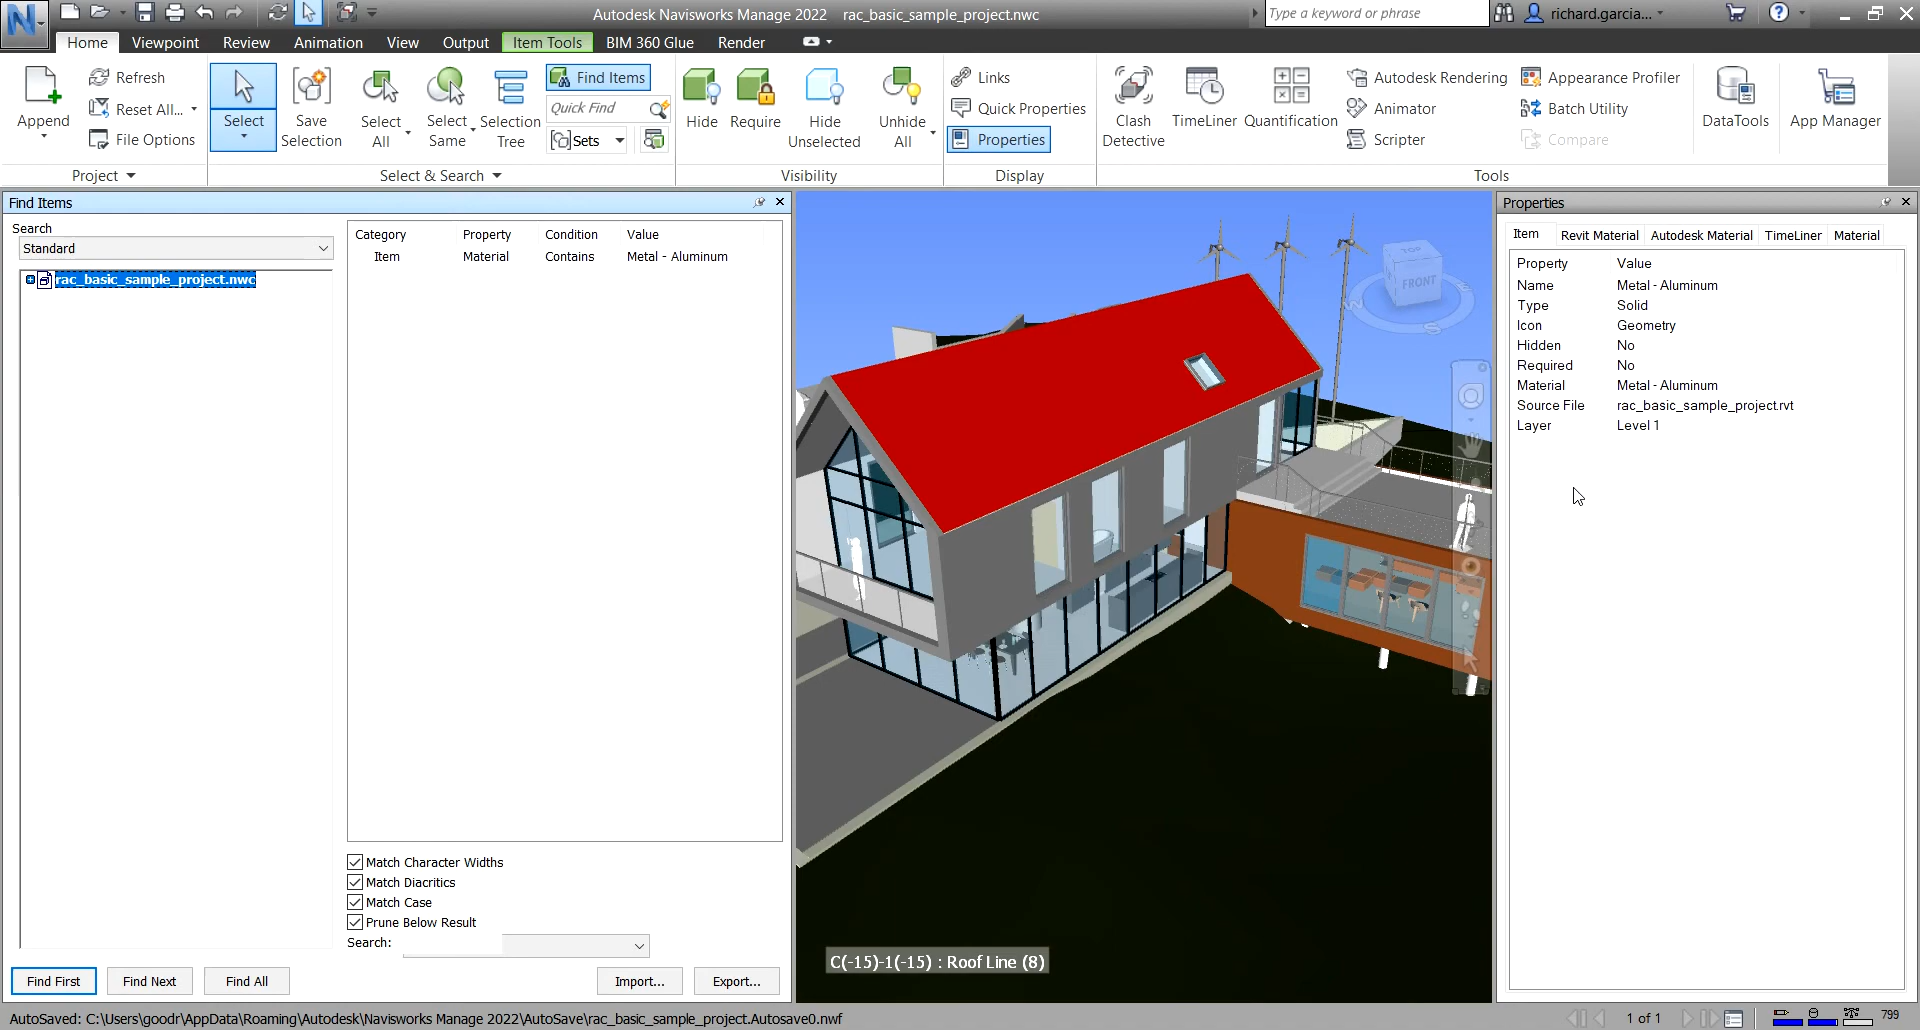 Autodesk Navisworks Manage 2022 rac_basic_sample_project.nwc
Type a keyword or phrase
richard.garcia...
Home Viewpoint Review Animation View Output Item Tools BIM 360 Glue Render
Append
Refresh
Reset All...
File Options
Project
Select
Save Selection
Select All
Select Same
Selection Tree
Find Items
Quick Find
Sets
Select & Search
Hide
Require
Hide Unselected
Unhide All
Visibility
Links
Quick Properties
Properties
Display
Clash Detective
TimeLiner
Quantification
Autodesk Rendering
Animator
Scripter
Appearance Profiler
Batch Utility
Compare
DataTools
App Manager
Tools
Find Items
Search
Standard
rac_basic_sample_project.nwc
Category Property Condition Value
Item Material Contains Metal - Aluminum
Match Character Widths
Match Diacritics
Match Case
Prune Below Result
Search:
Find First Find Next Find All Import... Export...
TOP
FRONT
W
S
C(-15)-1(-15) : Roof Line (8)
Properties
Item Revit Material Autodesk Material TimeLiner Material
Property Value
Name Metal - Aluminum
Type Solid
Icon Geometry
Hidden No
Required No
Material Metal - Aluminum
Source File rac_basic_sample_project.rvt
Layer Level 1
AutoSaved: C:\Users\goodr\AppData\Roaming\Autodesk\Navisworks Manage 2022\AutoSave\rac_basic_sample_project.Autosave0.nwf
1 of 1
799